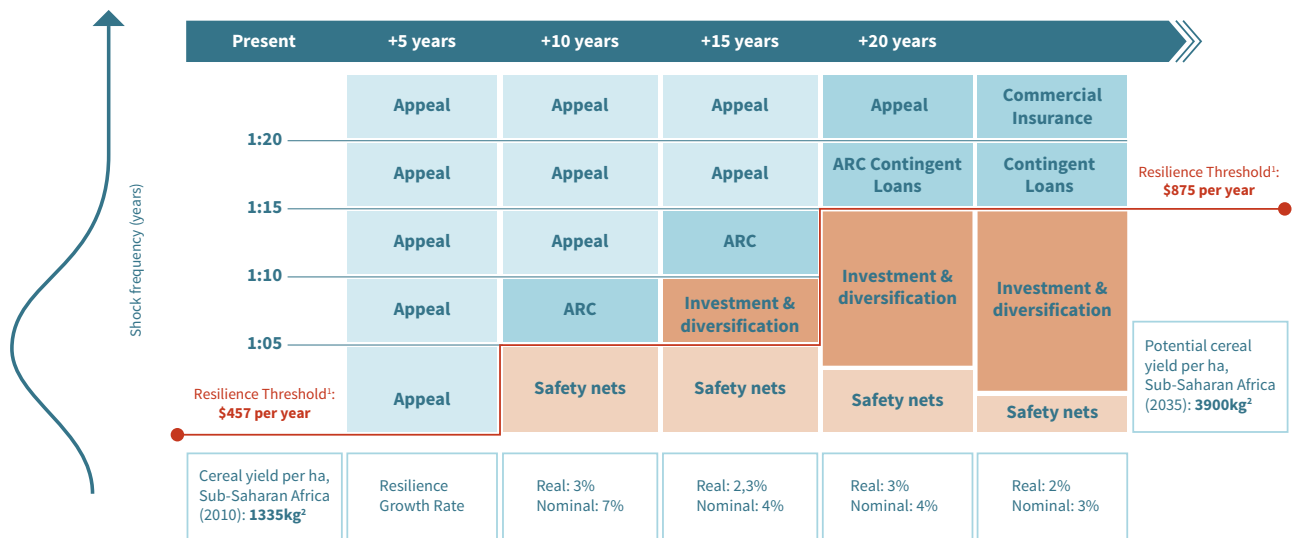 Present
+5 years
+10 years
+15 years
+20 years
Shock frequency (years)
Appeal
Appeal
Appeal
Appeal
Commercial
Insurance
1:20
Appeal
Appeal
Appeal
ARC Contingent
Loans
Contingent
Loans
Resilience Threshold¹:
$875 per year
1:15
Appeal
Appeal
ARC
Investment &
diversification
Investment &
diversification
1:10
Appeal
ARC
Investment &
diversification
1:05
Potential cereal
yield per ha,
Sub-Saharan Africa
(2035): 3900kg²
Resilience Threshold¹:
$457 per year
Appeal
Safety nets
Safety nets
Safety nets
Safety nets
Cereal yield per ha,
Sub-Saharan Africa
(2010): 1335kg²
Resilience
Growth Rate
Real: 3%
Nominal: 7%
Real: 2,3%
Nominal: 4%
Real: 3%
Nominal: 4%
Real: 2%
Nominal: 3%